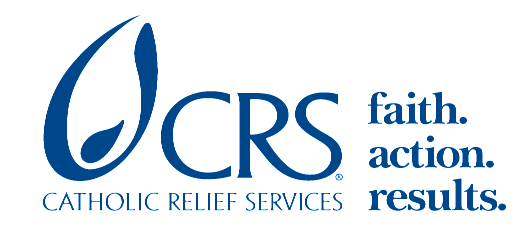 CRS®
CATHOLIC RELIEF SERVICES
faith.
action.
results.